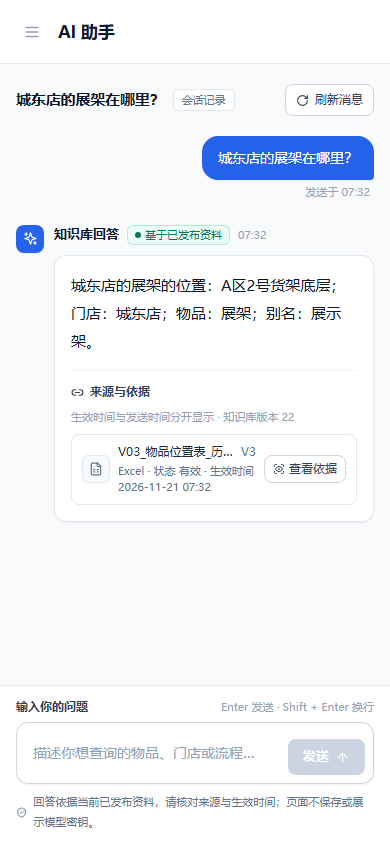 AI 助手
城东店的展架在哪里？ 会话记录 刷新消息
城东店的展架在哪里？
发送于 07:32
知识库回答 基于已发布资料 07:32
城东店的展架的位置：A区2号货架底层；
门店：城东店；物品：展架；别名：展示
架。
来源与依据
生效时间与发送时间分开显示 · 知识库版本 22
V03_物品位置表_历... V3
Excel · 状态 有效 · 生效时间
2026-11-21 07:32
查看依据
输入你的问题 Enter 发送 · Shift + Enter 换行
描述你想查询的物品、门店或流程...
发送
回答依据当前已发布资料，请核对来源与生效时间；页面不保存或展
示模型密钥。